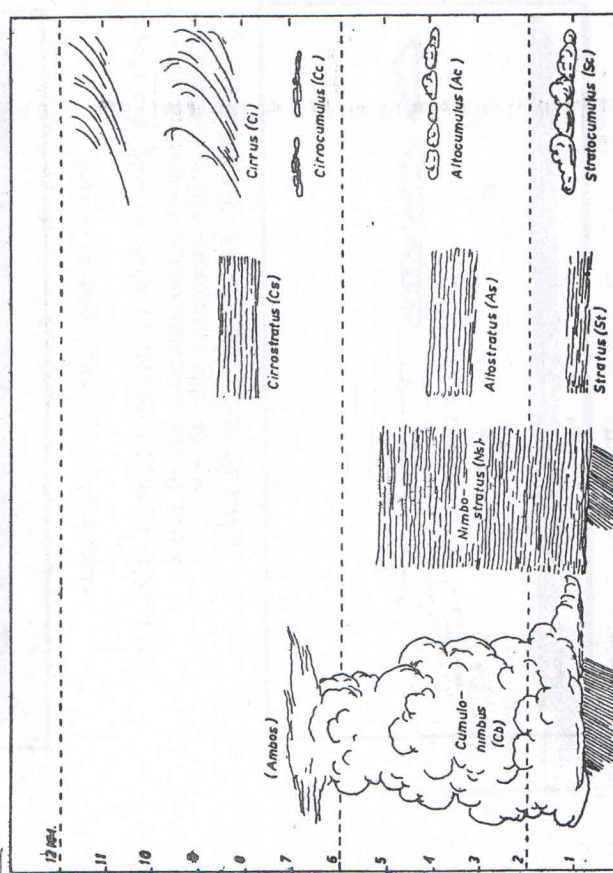 12 KM.
11
10
9
8
7
6
5
4
3
2
1
(Ambos)
Cumulo-
nimbus
(Cb)
Nimbo-
stratus (Ns)
Cirrostratus (Cs)
Altostratus (As)
Stratus (St)
Cirrus (Ci)
Cirrocumulus (Cc)
Altocumulus (Ac)
Stratocumulus (Sc)